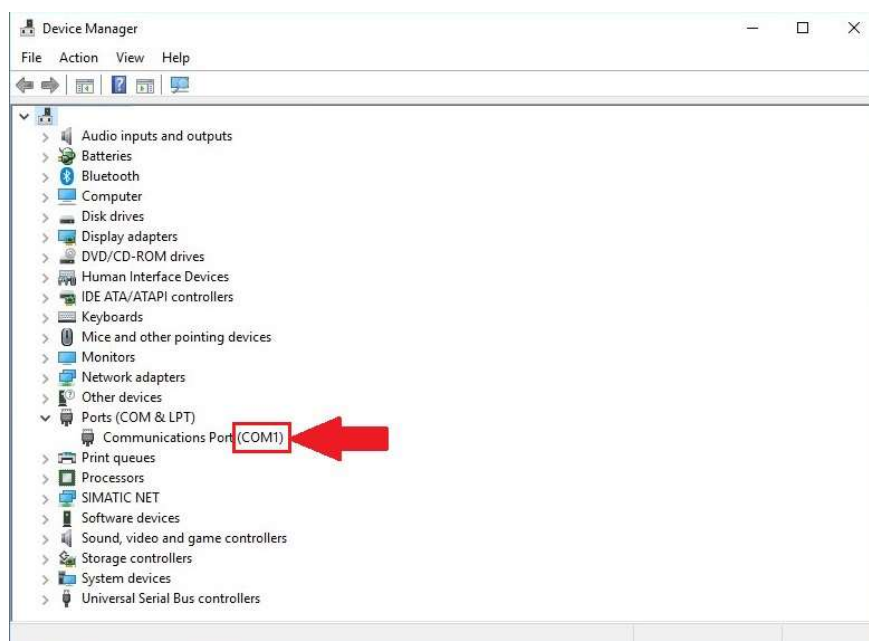 Device Manager
File Action View Help
Audio inputs and outputs
Batteries
Bluetooth
Computer
Disk drives
Display adapters
DVD/CD-ROM drives
Human Interface Devices
IDE ATA/ATAPI controllers
Keyboards
Mice and other pointing devices
Monitors
Network adapters
Other devices
Ports (COM & LPT)
Communications Port (COM1)
Print queues
Processors
SIMATIC NET
Software devices
Sound, video and game controllers
Storage controllers
System devices
Universal Serial Bus controllers